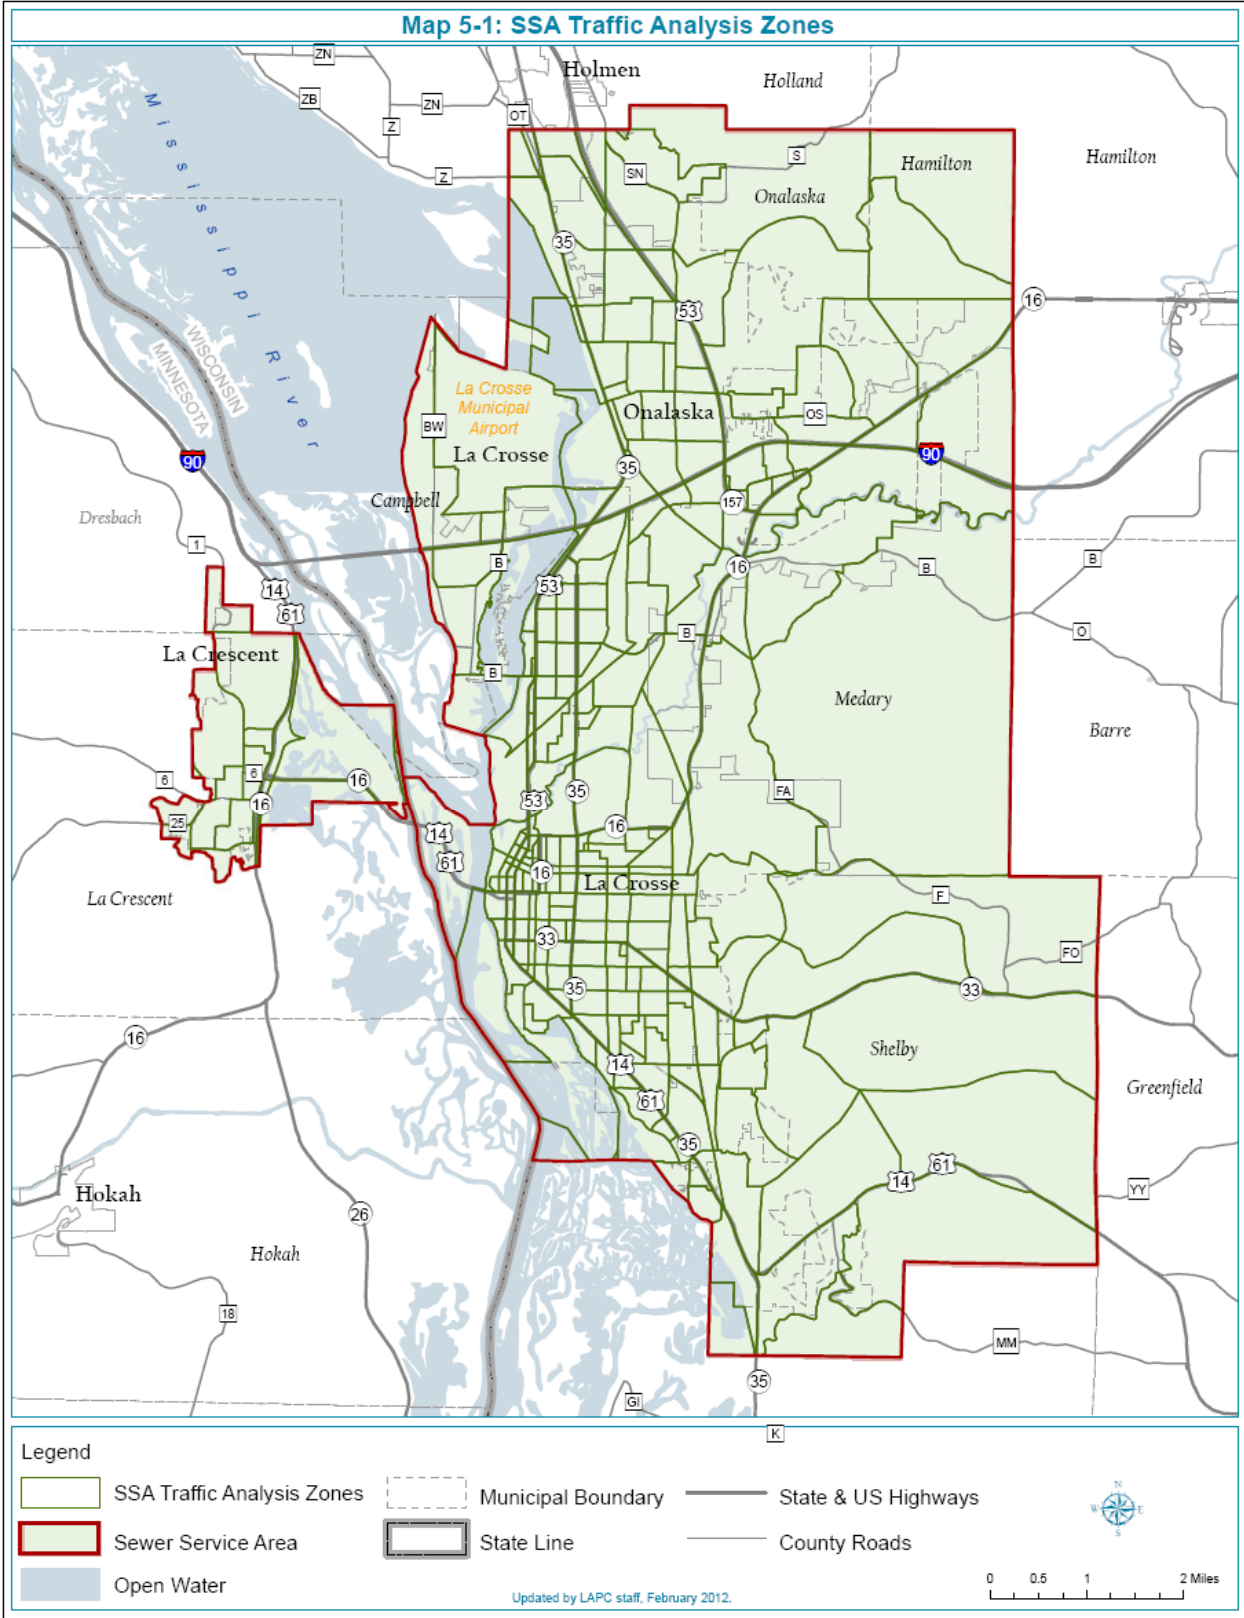 Map 5-1: SSA Traffic Analysis Zones
ZN
Holmen
Holland
ZB
ZN
OT
Z
Mississippi River
S
Hamilton
Hamilton
SN
Z
Onalaska
35
53
16
WISCONSIN
MINNESOTA
La Crosse
Municipal
Airport
BW
Onalaska
OS
La Crosse
90
90
35
Campbell
157
Dresbach
1
B
B
16
B
14
53
61
B
O
La Crescent
B
Medary
Barre
6
6
16
53
35
FA
16
25
14
16
61
16
La Crosse
La Crescent
F
33
FO
35
33
16
Shelby
14
Greenfield
61
35
61
14
YY
Hokah
26
Hokah
18
MM
35
GI
K
Legend
SSA Traffic Analysis Zones
Municipal Boundary
State & US Highways
Sewer Service Area
State Line
County Roads
Open Water
N
W
E
S
0 0.5 1 2 Miles
Updated by LAPC staff, February 2012.